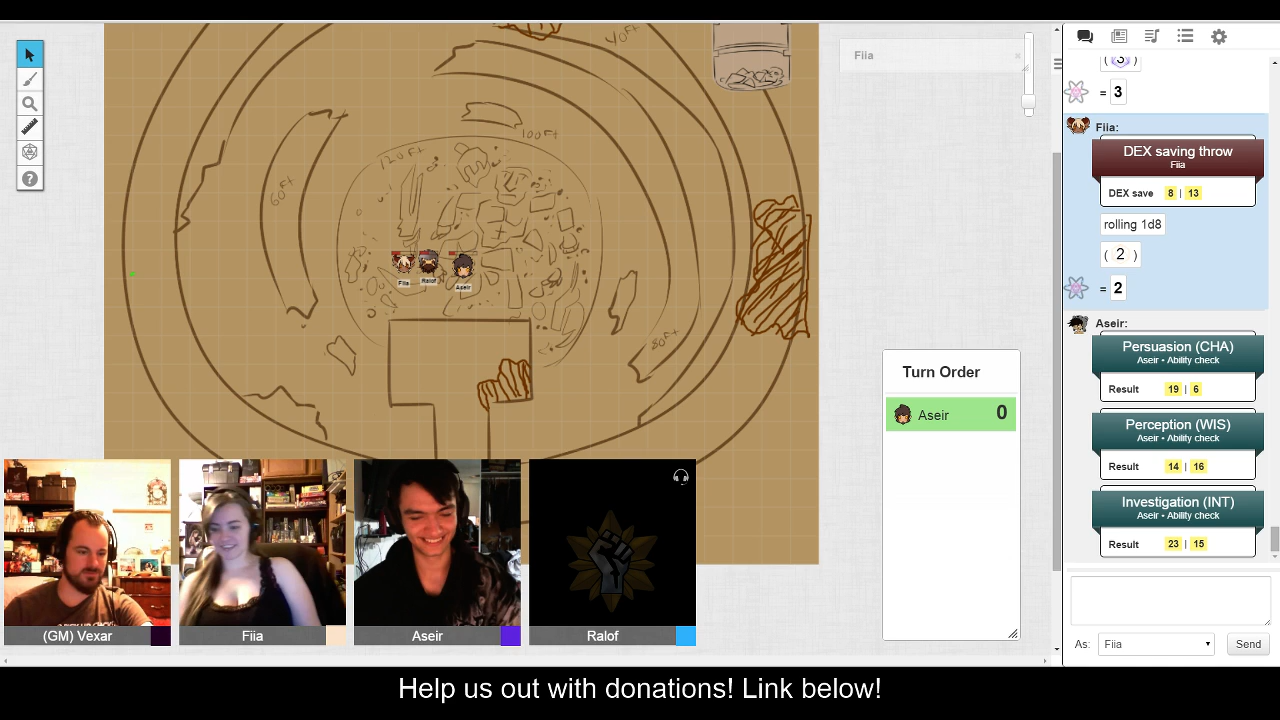 40Ft
100Ft
120Ft
60Ft
80Ft
Fiia
Ralof
Aseir
Fiia
Turn Order
Aseir 0
( 3 )
= 3
Fiia:
DEX saving throw
Fiia
DEX save 8 | 13
rolling 1d8
( 2 )
= 2
Aseir:
Persuasion (CHA)
Aseir • Ability check
Result 19 | 6
Perception (WIS)
Aseir • Ability check
Result 14 | 16
Investigation (INT)
Aseir • Ability check
Result 23 | 15
As: Fiia
Send
(GM) Vexar
Fiia
Aseir
Ralof
Help us out with donations! Link below!